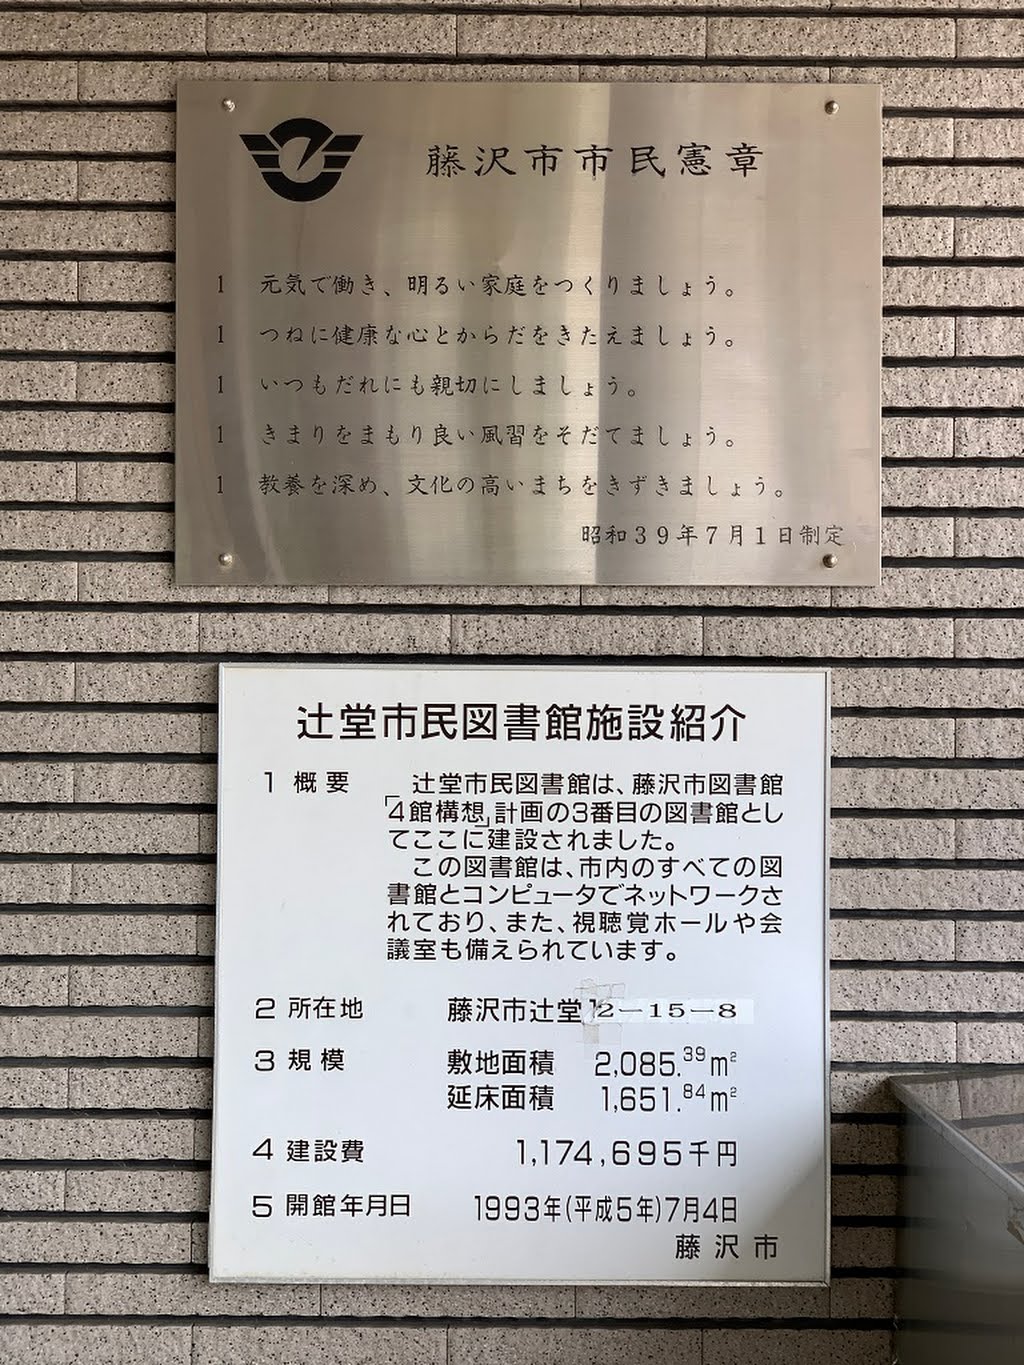 藤沢市市民憲章
1 元気で働き、明るい家庭をつくりましょう。
1 つねに健康な心とからだをきたえましょう。
1 いつもだれにも親切にしましょう。
1 きまりをまもり良い風習をそだてましょう。
1 教養を深め、文化の高いまちをきずきましょう。
昭和39年7月1日制定
辻堂市民図書館施設紹介
1 概要 辻堂市民図書館は、藤沢市図書館
「4館構想」計画の3番目の図書館とし
てここに建設されました。
この図書館は、市内のすべての図
書館とコンピュータでネットワークさ
れており、また、視聴覚ホールや会
議室も備えられています。
2 所在地 藤沢市辻堂2-15-8
3 規模 敷地面積 2,085.39m²
延床面積 1,651.84m²
4 建設費 1,174,695千円
5 開館年月日 1993年(平成5年)7月4日
藤沢市